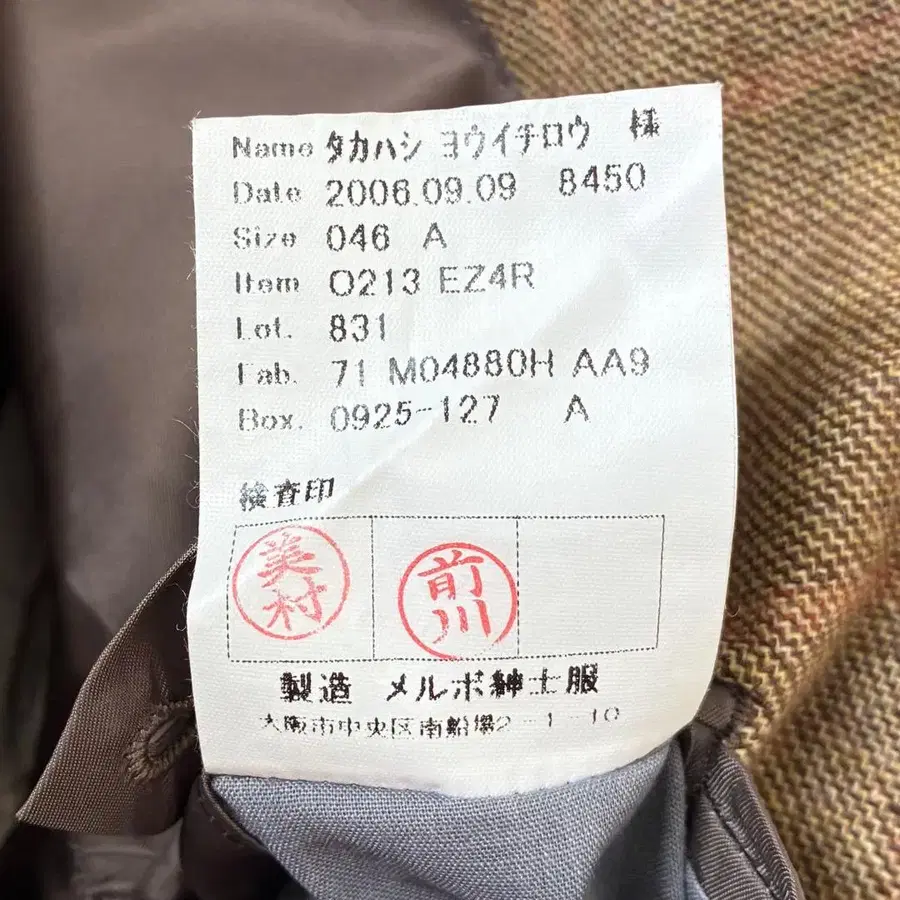 Name タカハシ ヨウイチロウ 様
Date 2006.09.09 8450
Size 046 A
Item O213 EZ4R
Lot. 831
Fab. 71 M04880H AA9
Box. 0925-127 A
検査印
美村
前川
製造 メルボ紳士服
大阪市中央区南船場2-1-10